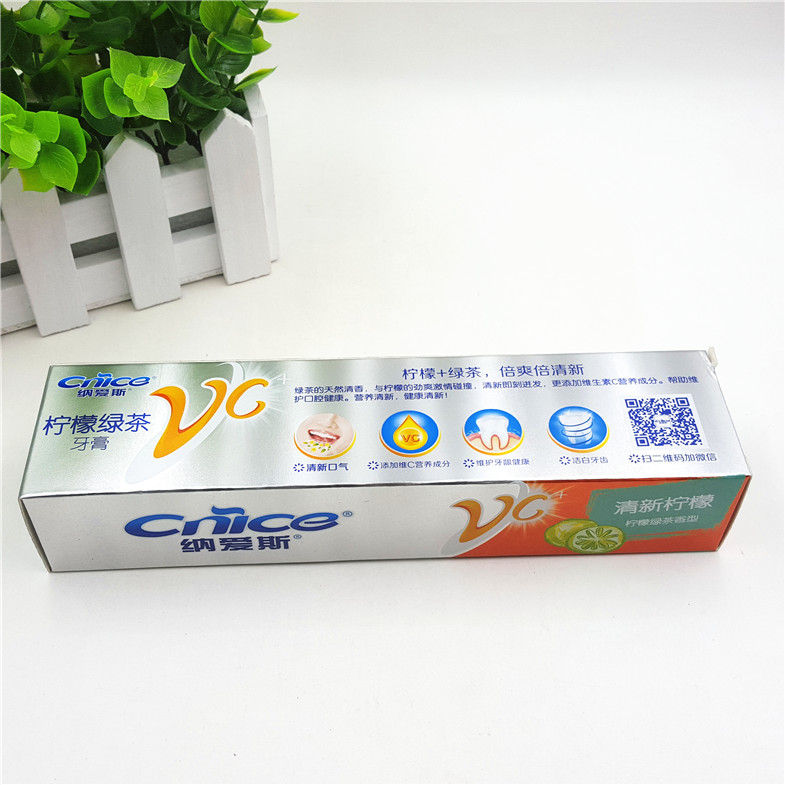 Cnice®
纳爱斯®
柠檬绿茶
牙膏
VC+
柠檬+绿茶，倍爽倍清新
绿茶的天然清香，与柠檬的劲爽激情碰撞，清新即刻迸发，更添加维生素C营养成分。帮助维
护口腔健康。营养清新，健康清新！
VC
清新口气
添加维C营养成分
维护牙龈健康
洁白牙齿
扫二维码加微信
Cnice®
纳爱斯®
VC+
清新柠檬
柠檬绿茶香型